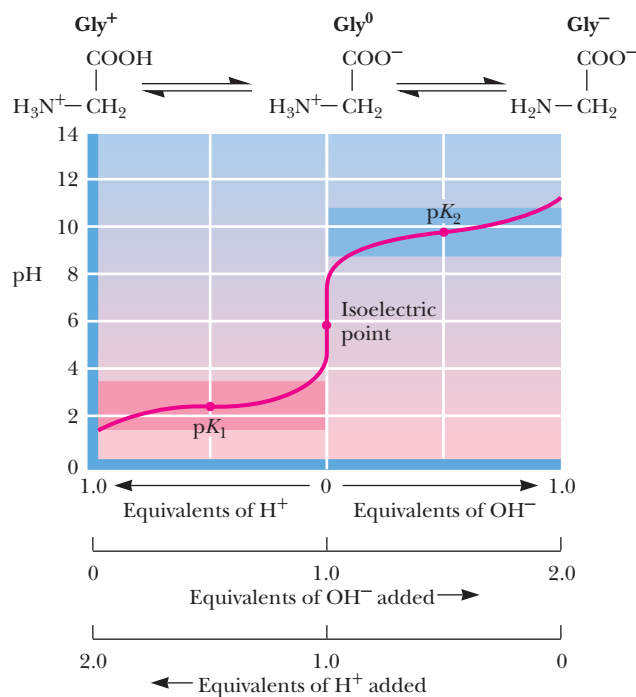 Gly⁺ Gly⁰ Gly⁻
COOH COO⁻ COO⁻
H₃N⁺—CH₂ H₃N⁺—CH₂ H₂N—CH₂
14
12
pK₂
10
pH
8
Isoelectric
6
point
4
2
pK₁
0
1.0 0 1.0
Equivalents of H⁺ Equivalents of OH⁻
0 1.0 2.0
Equivalents of OH⁻ added
2.0 1.0 0
Equivalents of H⁺ added